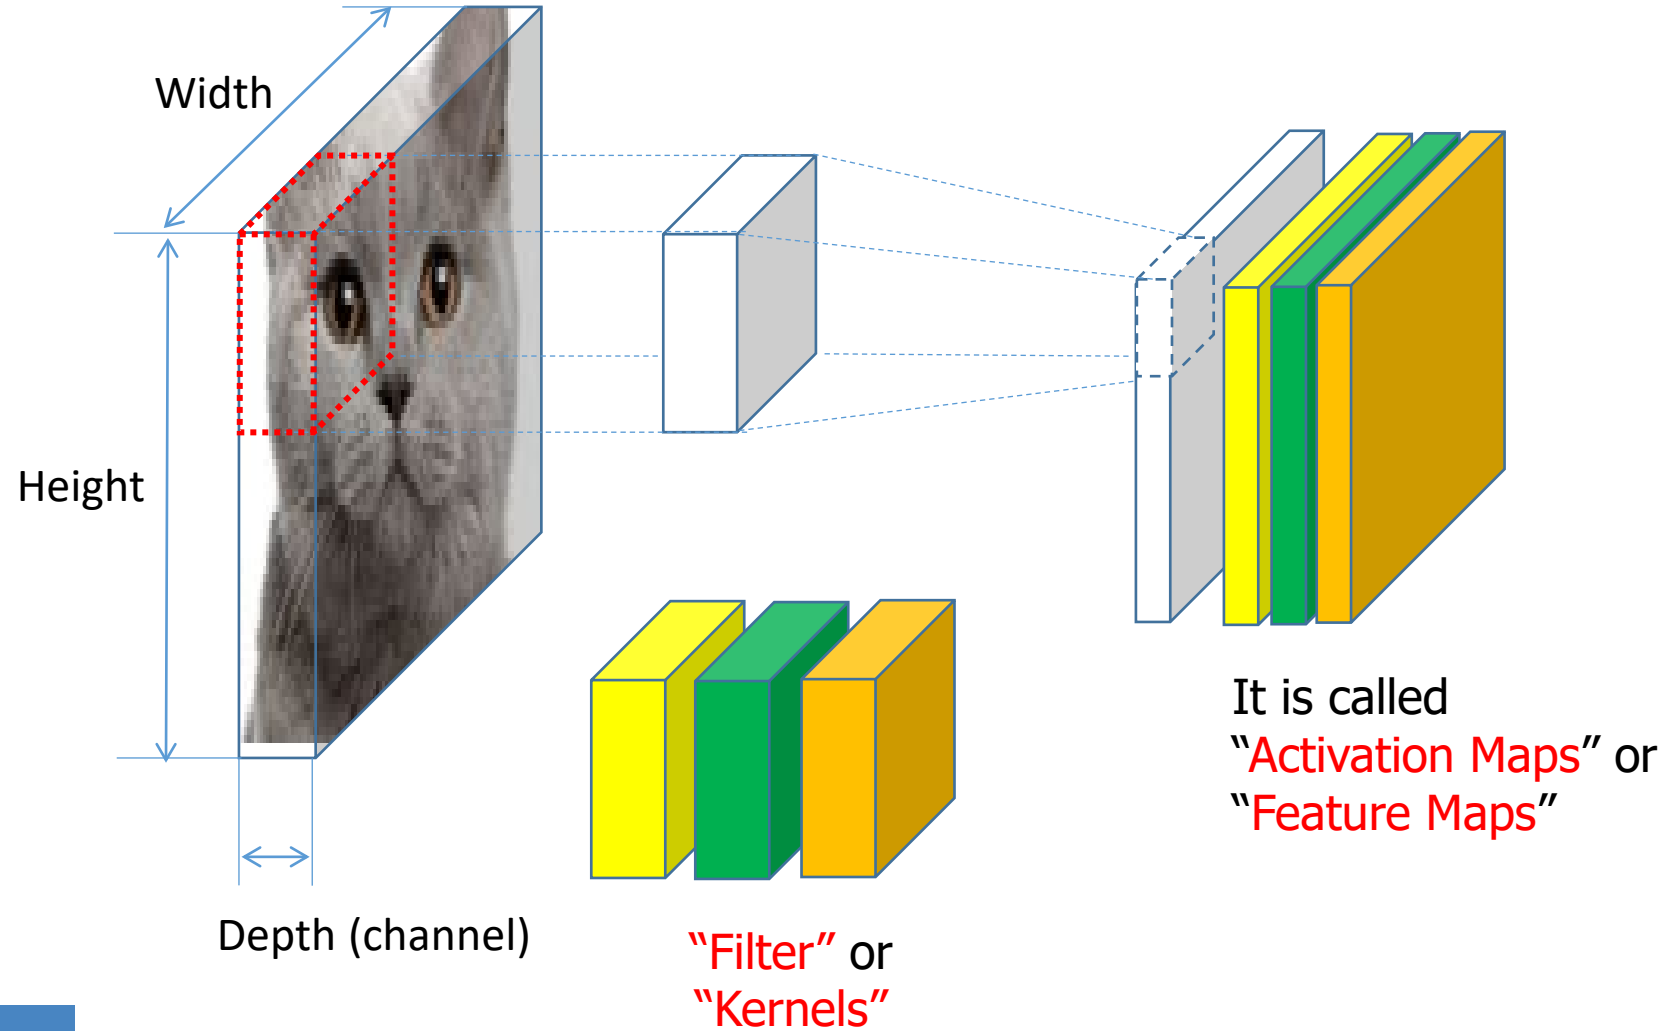 Width
Height
Depth (channel)
“Filter” or
“Kernels”
It is called
“Activation Maps” or
“Feature Maps”